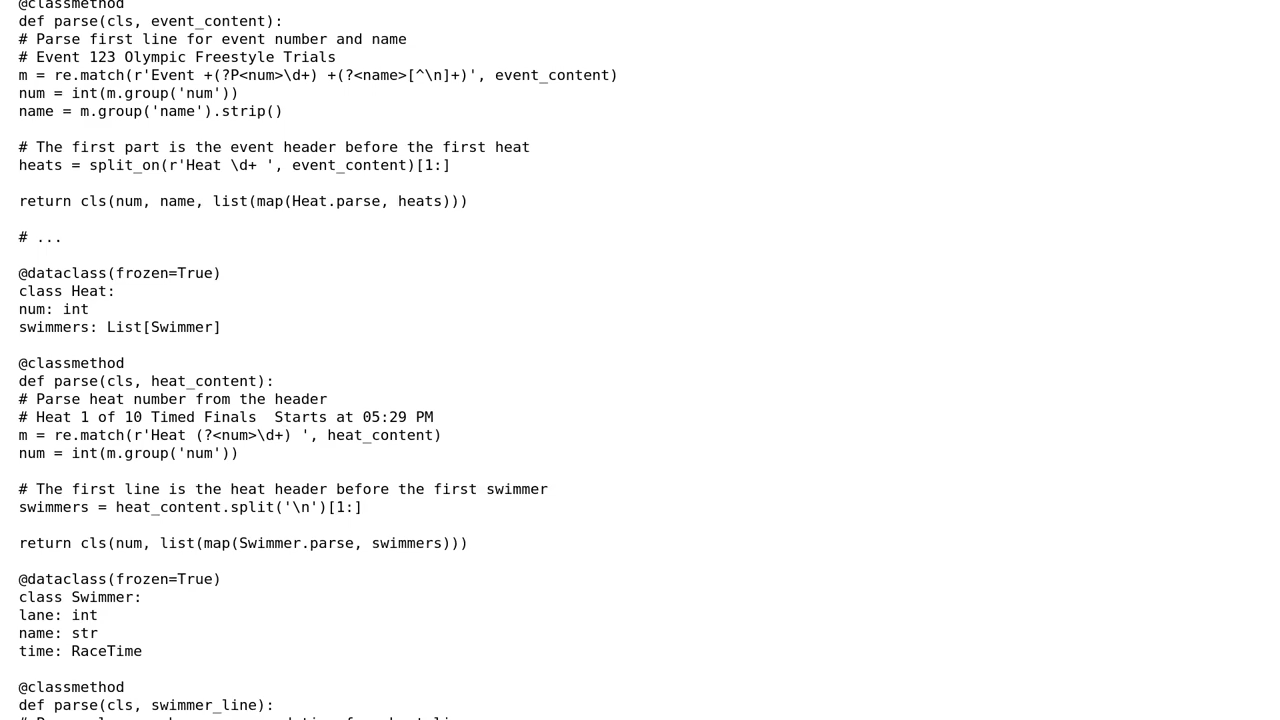 @classmethod
def parse(cls, event_content):
# Parse first line for event number and name
# Event 123 Olympic Freestyle Trials
m = re.match(r'Event +(?P<num>\d+) +(?<name>[^\n]+)', event_content)
num = int(m.group('num'))
name = m.group('name').strip()
# The first part is the event header before the first heat
heats = split_on(r'Heat \d+ ', event_content)[1:]
return cls(num, name, list(map(Heat.parse, heats)))
# ...
@dataclass(frozen=True)
class Heat:
num: int
swimmers: List[Swimmer]
@classmethod
def parse(cls, heat_content):
# Parse heat number from the header
# Heat 1 of 10 Timed Finals  Starts at 05:29 PM
m = re.match(r'Heat (?<num>\d+) ', heat_content)
num = int(m.group('num'))
# The first line is the heat header before the first swimmer
swimmers = heat_content.split('\n')[1:]
return cls(num, list(map(Swimmer.parse, swimmers)))
@dataclass(frozen=True)
class Swimmer:
lane: int
name: str
time: RaceTime
@classmethod
def parse(cls, swimmer_line):